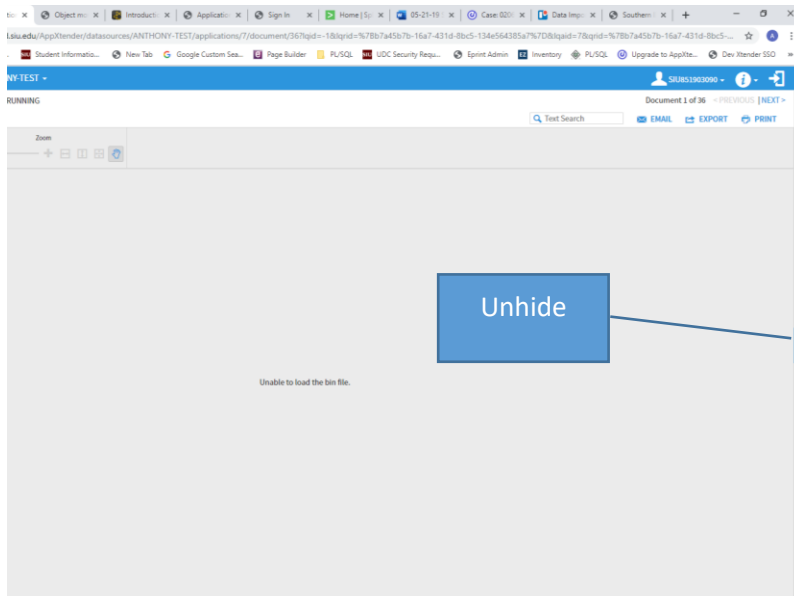 Object mo
Introducti
Applicatio
Sign In
Home | Sp
05-21-19
Case: 020
Data Impo
Southern
l.siu.edu/AppXtender/datasources/ANTHONY-TEST/applications/7/document/36?lqid=-1&lqrid=%7Bb7a45b7b-16a7-431d-8bc5-134e564385a7%7D&lqaid=7&qrid=%7Bb7a45b7b-16a7-431d-8bc5-...
Student Informatio... New Tab Google Custom Sea... Page Builder PL/SQL UDC Security Requ... Eprint Admin Inventory PL/SQL Upgrade to AppXte... Dev Xtender SSO »
NY-TEST
SIU851903090
RUNNING
Document 1 of 36 <PREVIOUS | NEXT>
Text Search EMAIL EXPORT PRINT
Zoom
Unhide
Unable to load the bin file.